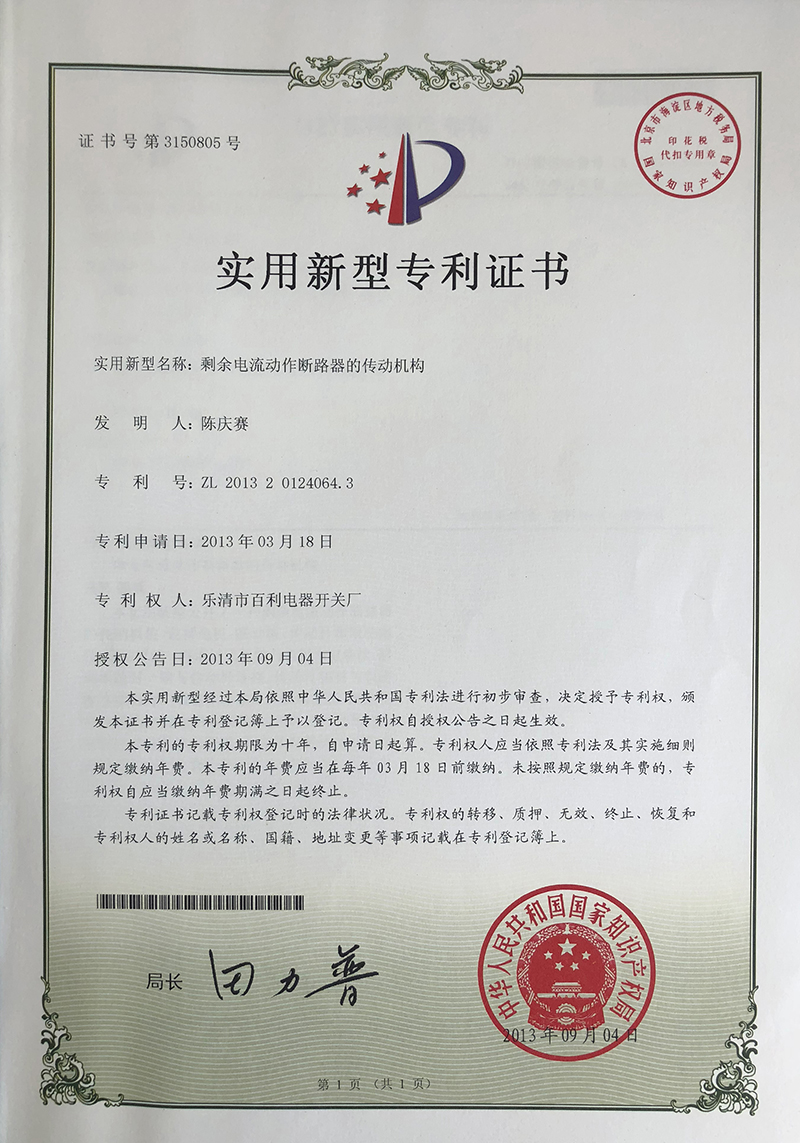 证书号第3150805号
北京市海淀区地方税务局
印花税
代扣专用章
国家知识产权局
实用新型专利证书
实用新型名称：剩余电流动作断路器的传动机构
发明人：陈庆赛
专利号：ZL 2013 2 0124064.3
专利申请日：2013年03月18日
专利权人：乐清市百利电器开关厂
授权公告日：2013年09月04日
本实用新型经过本局依照中华人民共和国专利法进行初步审查，决定授予专利权，颁
发本证书并在专利登记簿上予以登记。专利权自授权公告之日起生效。
本专利的专利权期限为十年，自申请日起算。专利权人应当依照专利法及其实施细则
规定缴纳年费。本专利的年费应当在每年03月18日前缴纳。未按照规定缴纳年费的，专
利权自应当缴纳年费期满之日起终止。
专利证书记载专利权登记时的法律状况。专利权的转移、质押、无效、终止、恢复和
专利权人的姓名或名称、国籍、地址变更等事项记载在专利登记簿上。
局长 田力普
中华人民共和国国家知识产权局
2013年09月04日
第1页（共1页）